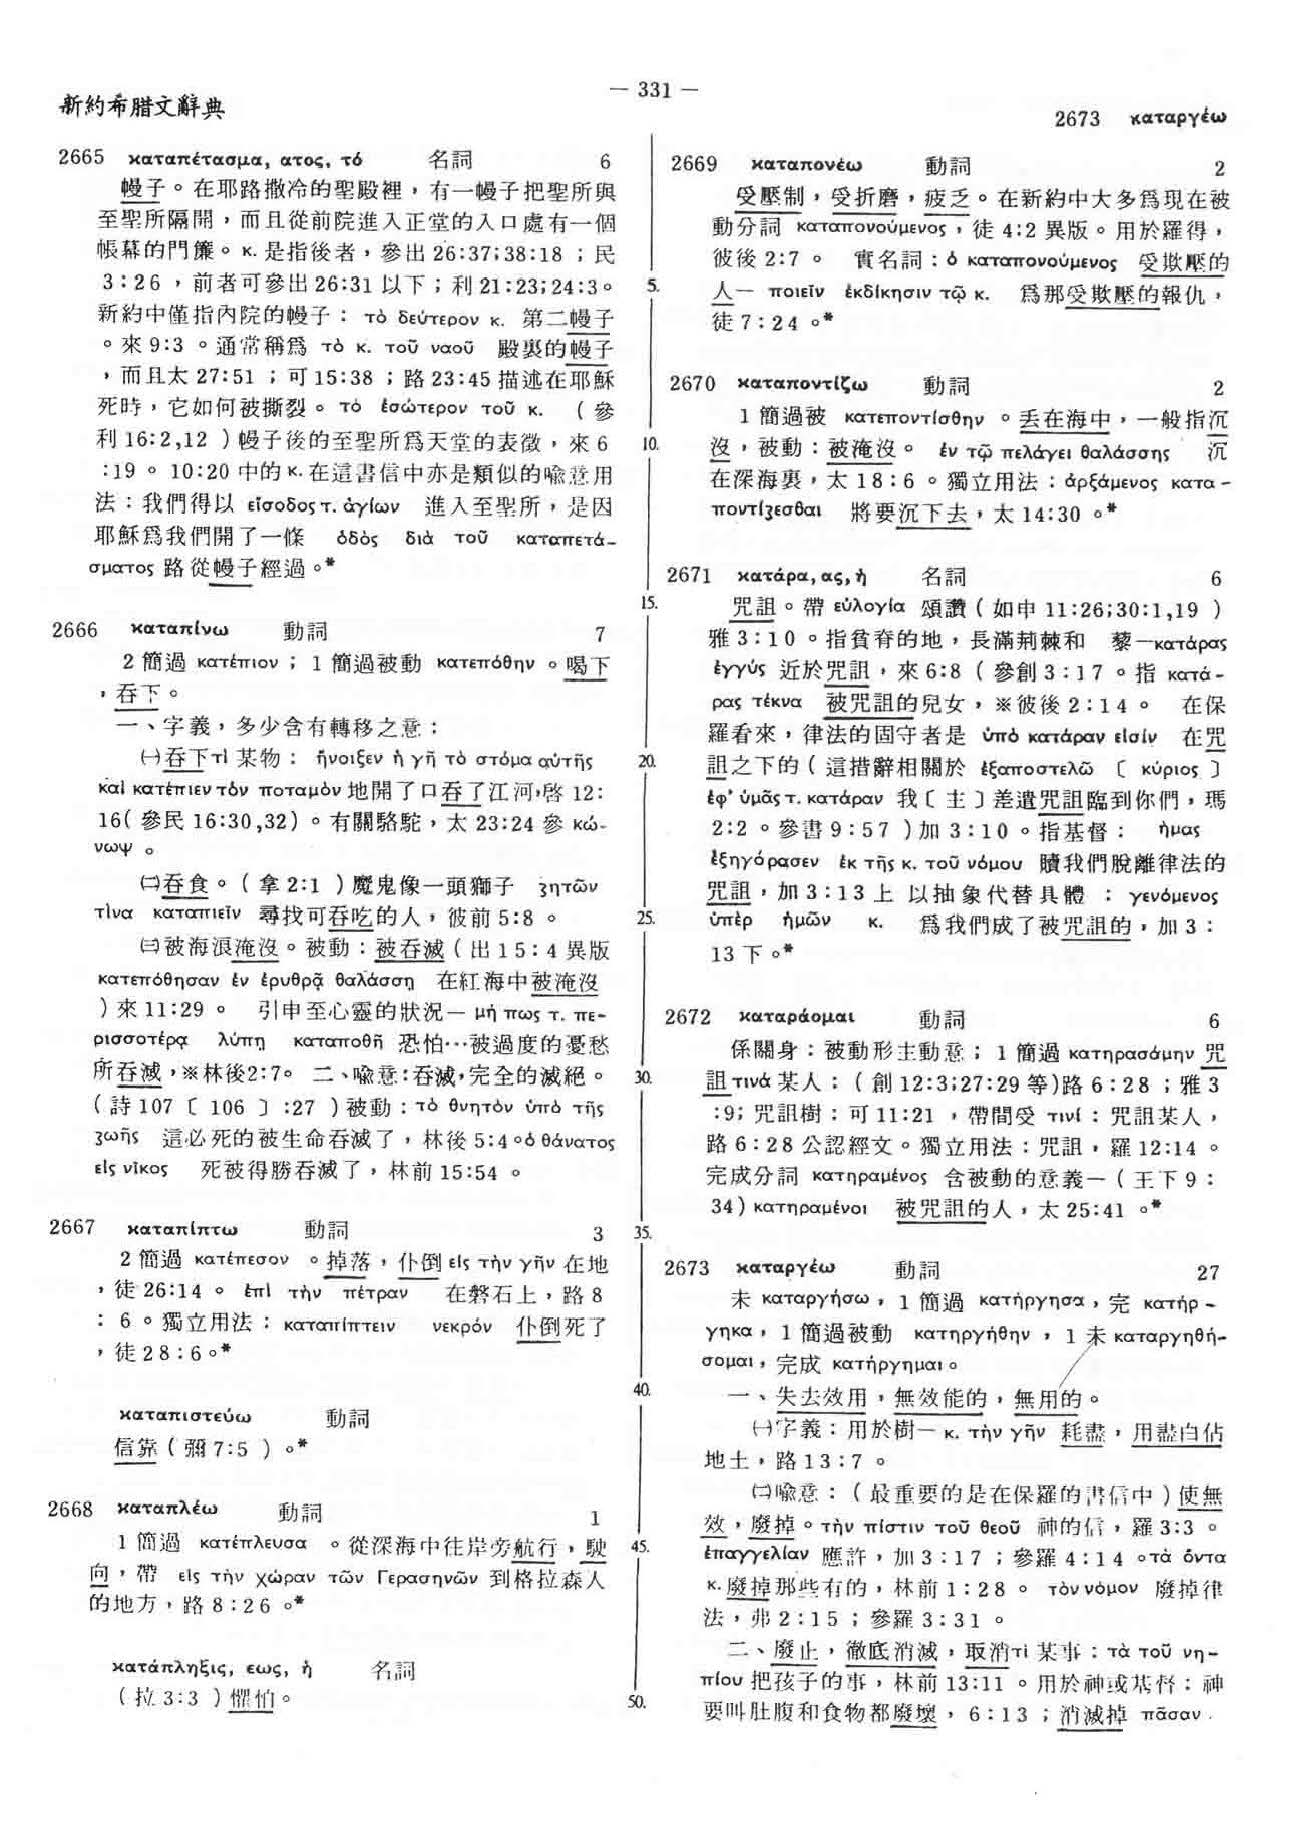 新約希腊文辭典
— 331 —
2673 καταργέω
2665 καταπέτασμα, ατος, τό 名詞 6
幔子。在耶路撒冷的聖殿裡，有一幔子把聖所與
至聖所隔開，而且從前院進入正堂的入口處有一個
帳幕的門簾。κ. 是指後者，參出 26:37;38:18 ；民
3:26 ，前者可參出 26:31 以下；利 21:23;24:3。
新約中僅指內院的幔子： τὸ δεύτερον κ. 第二幔子
。來 9:3 。通常稱爲 τὸ κ. τοῦ ναοῦ 殿裏的幔子
，而且太 27:51 ；可 15:38 ；路 23:45 描述在耶穌
死時，它如何被撕裂。τὸ ἐσώτερον τοῦ κ. （參
利 16:2,12 ）幔子後的至聖所爲天堂的表徵，來 6
:19 。 10:20 中的 κ. 在這書信中亦是類似的喩意用
法：我們得以 εἴσοδος τ. ἁγίων 進入至聖所，是因
耶穌爲我們開了一條 ὁδὸς διὰ τοῦ καταπετά-
σματος 路從幔子經過。*
2666 καταπίνω 動詞 7
2 簡過 κατέπιον ；1 簡過被動 κατεπόθην 。喝下
，吞下。
一、字義，多少含有轉移之意：
㈠吞下 τὶ 某物： ἤνοιξεν ἡ γῆ τὸ στόμα αὐτῆς
καὶ κατέπιεν τὸν ποταμὸν 地開了口吞了江河，啓 12:
16( 參民 16:30,32) 。有關駱駝，太 23:24 參 κώ-
νωψ 。
㈡吞食。（ 拿 2:1 ）魔鬼像一頭獅子 ζητῶν
τίνα καταπιεῖν 尋找可吞吃的人，彼前 5:8 。
㈢被海浪淹沒。被動：被吞滅（出 15:4 異版
κατεπόθησαν ἐν ἐρυθρᾷ θαλάσσῃ 在紅海中被淹沒
）來 11:29 。 引申至心靈的狀況— μή πως τ. πε-
ρισσοτέρᾳ λύπῃ καταποθῇ 恐怕…被過度的憂愁
所吞滅，※林後2:7。 二、喩意：吞滅，完全的滅絕。
（詩 107 〔 106 〕:27 ）被動：τὸ θνητὸν ὑπὸ τῆς
ζωῆς 這必死的被生命吞滅了，林後 5:4。ὁ θάνατος
εἰς νῖκος 死被得勝吞滅了，林前 15:54 。
2667 καταπίπτω 動詞 3
2 簡過 κατέπεσον 。掉落，仆倒 εἰς τὴν γῆν 在地
，徒 26:14 。 ἐπὶ τὴν πέτραν 在磐石上，路 8
：6。獨立用法：καταπίπτειν νεκρόν 仆倒死了
，徒 28:6。*
καταπιστεύω 動詞
信靠（ 彌 7:5 ）。*
2668 καταπλέω 動詞 1
1 簡過 κατέπλευσα 。從深海中往岸旁航行，駛
向，帶 εἰς τὴν χώραν τῶν Γερασηνῶν 到格拉森人
的地方，路 8:26 。*
κατάπληξις, εως, ἡ 名詞
（ 拉 3:3 ）懼怕。
5.
10.
15.
20.
25.
30.
35.
40.
45.
50.
2669 καταπονέω 動詞 2
受壓制，受折磨，疲乏。在新約中大多爲現在被
動分詞 καταπονούμενος，徒 4:2 異版。用於羅得，
彼後 2:7 。 實名詞：ὁ καταπονούμενος 受欺壓的
人— ποιεῖν ἐκδίκησιν τῷ κ. 爲那受欺壓的報仇，
徒 7:24 。*
2670 καταποντίζω 動詞 2
1 簡過被 κατεποντίσθην 。丢在海中，一般指沉
沒，被動：被淹沒。 ἐν τῷ πελάγει θαλάσσης 沉
在深海裏，太 18:6 。獨立用法：ἀρξάμενος κατα-
ποντίζεσθαι 將要沉下去，太 14:30 。*
2671 κατάρα, ας, ἡ 名詞 6
咒詛。帶 εὐλογία 頌讚（ 如申 11:26;30:1,19 ）
雅 3:10 。指貧脊的地，長滿荆棘和 藜—κατάρας
ἐγγύς 近於咒詛，來 6:8 （ 參創 3:17 。指 κατά-
ρας τέκνα 被咒詛的兒女，※彼後 2:14 。 在保
羅看來，律法的固守者是 ὑπὸ κατάραν εἰσίν 在咒
詛之下的（ 這措辭相關於 ἐξαποστελῶ 〔 κύριος 〕
ἐφ' ὑμᾶς τ. κατάραν 我〔 主 〕差遣咒詛臨到你們，瑪
2:2 。參書 9:57 ）加 3:10 。指基督： ἡμας
ἐξηγόρασεν ἐκ τῆς κ. τοῦ νόμου 贖我們脫離律法的
咒詛，加 3:13 上 以抽象代替具體 ：γενόμενος
ὑπὲρ ἡμῶν κ. 爲我們成了被咒詛的，加 3:
13 下。*
2672 καταράομαι 動詞 6
係關身：被動形主動意；1 簡過 κατηρασάμην 咒
詛 τινά 某人：（ 創 12:3;27:29 等)路 6:28 ；雅 3
:9; 咒詛樹：可 11:21 ，帶間受 τινί：咒詛某人，
路 6:28 公認經文。獨立用法：咒詛，羅 12:14 。
完成分詞 κατηραμένος 含被動的意義—（ 王下 9:
34) κατηραμένοι 被咒詛的人，太 25:41 。*
2673 καταργέω 動詞 27
未 καταργήσω，1 簡過 κατήργησα，完 κατήρ-
γηκα，1 簡過被動 κατηργήθην ，1 未 καταργηθή-
σομαι，完成 κατήργημαι。
一、失去效用，無效能的，無用的。
㈠字義：用於樹— κ. τὴν γῆν 耗盡，用盡白佔
地土，路 13:7 。
㈡喩意：（ 最重要的是在保羅的書信中）使無
效，廢掉。τὴν πίστιν τοῦ θεοῦ 神的信，羅 3:3 。
ἐπαγγελίαν 應許，加 3:17 ；參羅 4:14 。τὰ ὄντα
κ. 廢掉那些有的，林前 1:28 。 τὸν νόμον 廢掉律
法，弗 2:15 ；參羅 3:31 。
二、廢止，徹底消滅，取消 τὶ 某事：τὰ τοῦ νη-
πίου 把孩子的事，林前 13:11 。用於神或基督：神
要叫肚腹和食物都廢壞，6:13 ；消滅掉 πᾶσαν